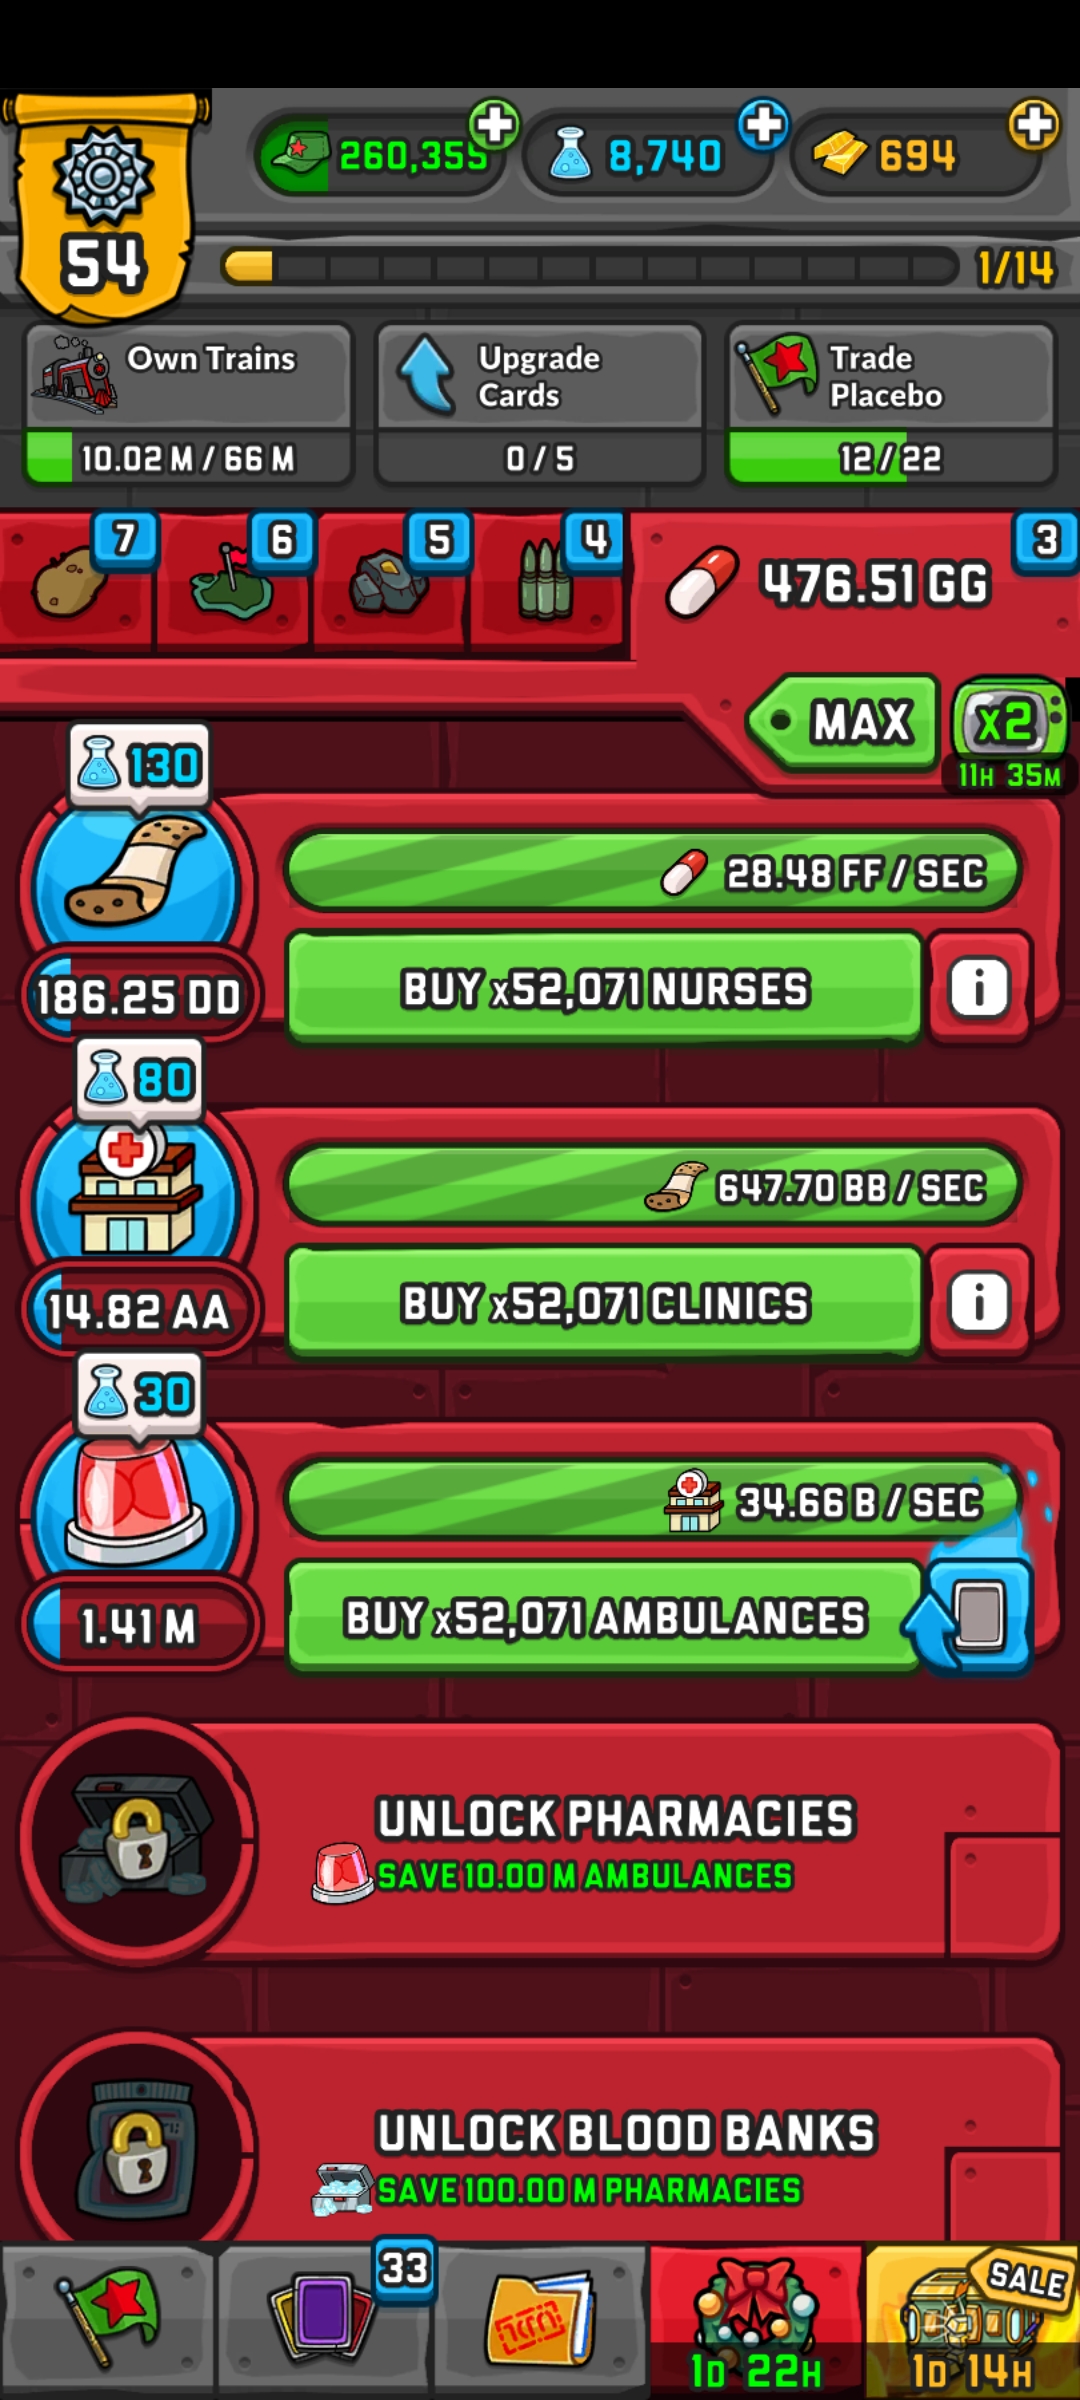 260,355
8,740
694
54
1/14
Own Trains
10.02 M / 66 M
Upgrade
Cards
0 / 5
Trade
Placebo
12 / 22
7
6
5
4
476.51 GG
3
MAX
x2
11H 35M
130
28.48 FF / SEC
186.25 DD
BUY x52,071 NURSES
i
80
647.70 BB / SEC
14.82 AA
BUY x52,071 CLINICS
i
30
34.66 B / SEC
1.41 M
BUY x52,071 AMBULANCES
UNLOCK PHARMACIES
SAVE 10.00 M AMBULANCES
UNLOCK BLOOD BANKS
SAVE 100.00 M PHARMACIES
33
1D 22H
SALE
1D 14H